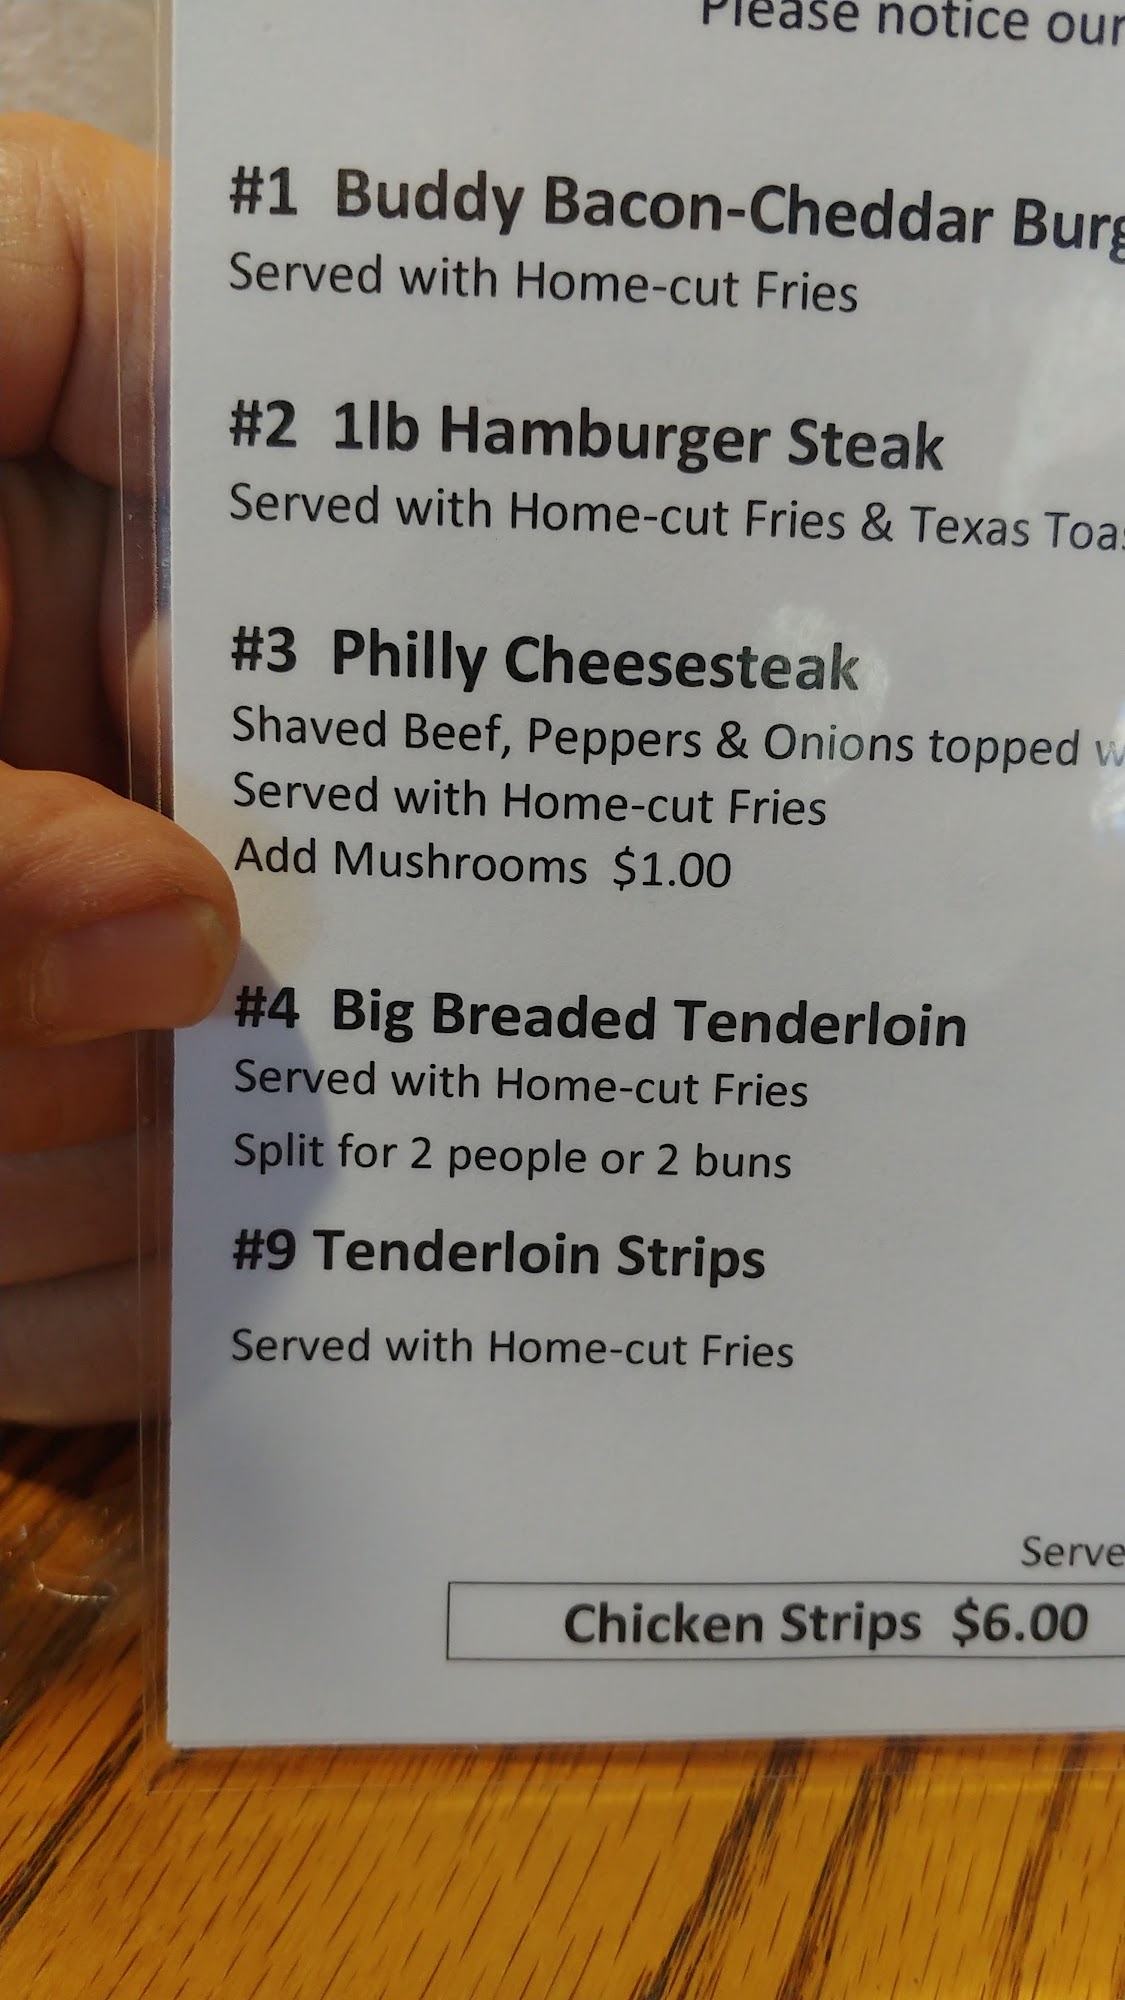 Please notice our
#1 Buddy Bacon-Cheddar Burg
Served with Home-cut Fries
#2 1lb Hamburger Steak
Served with Home-cut Fries & Texas Toas
#3 Philly Cheesesteak
Shaved Beef, Peppers & Onions topped w
Served with Home-cut Fries
Add Mushrooms $1.00
#4 Big Breaded Tenderloin
Served with Home-cut Fries
Split for 2 people or 2 buns
#9 Tenderloin Strips
Served with Home-cut Fries
Serve
Chicken Strips $6.00